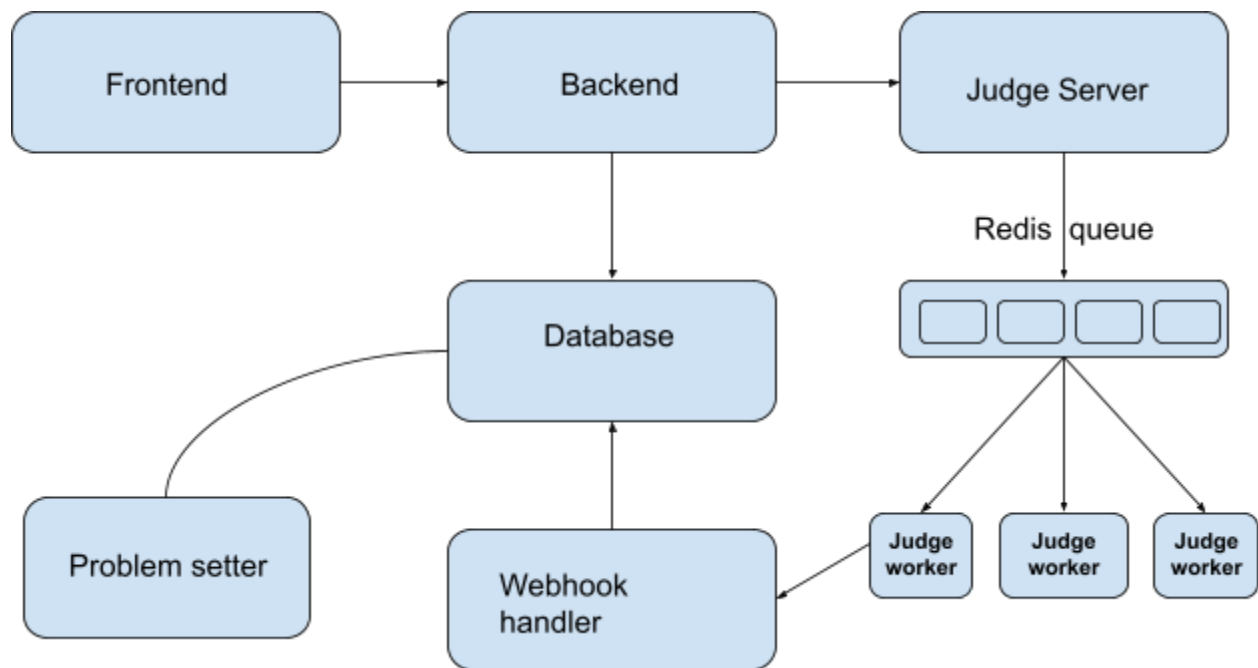 Frontend
Backend
Judge Server
Redis queue
Database
Problem setter
Webhook
handler
Judge
worker
Judge
worker
Judge
worker